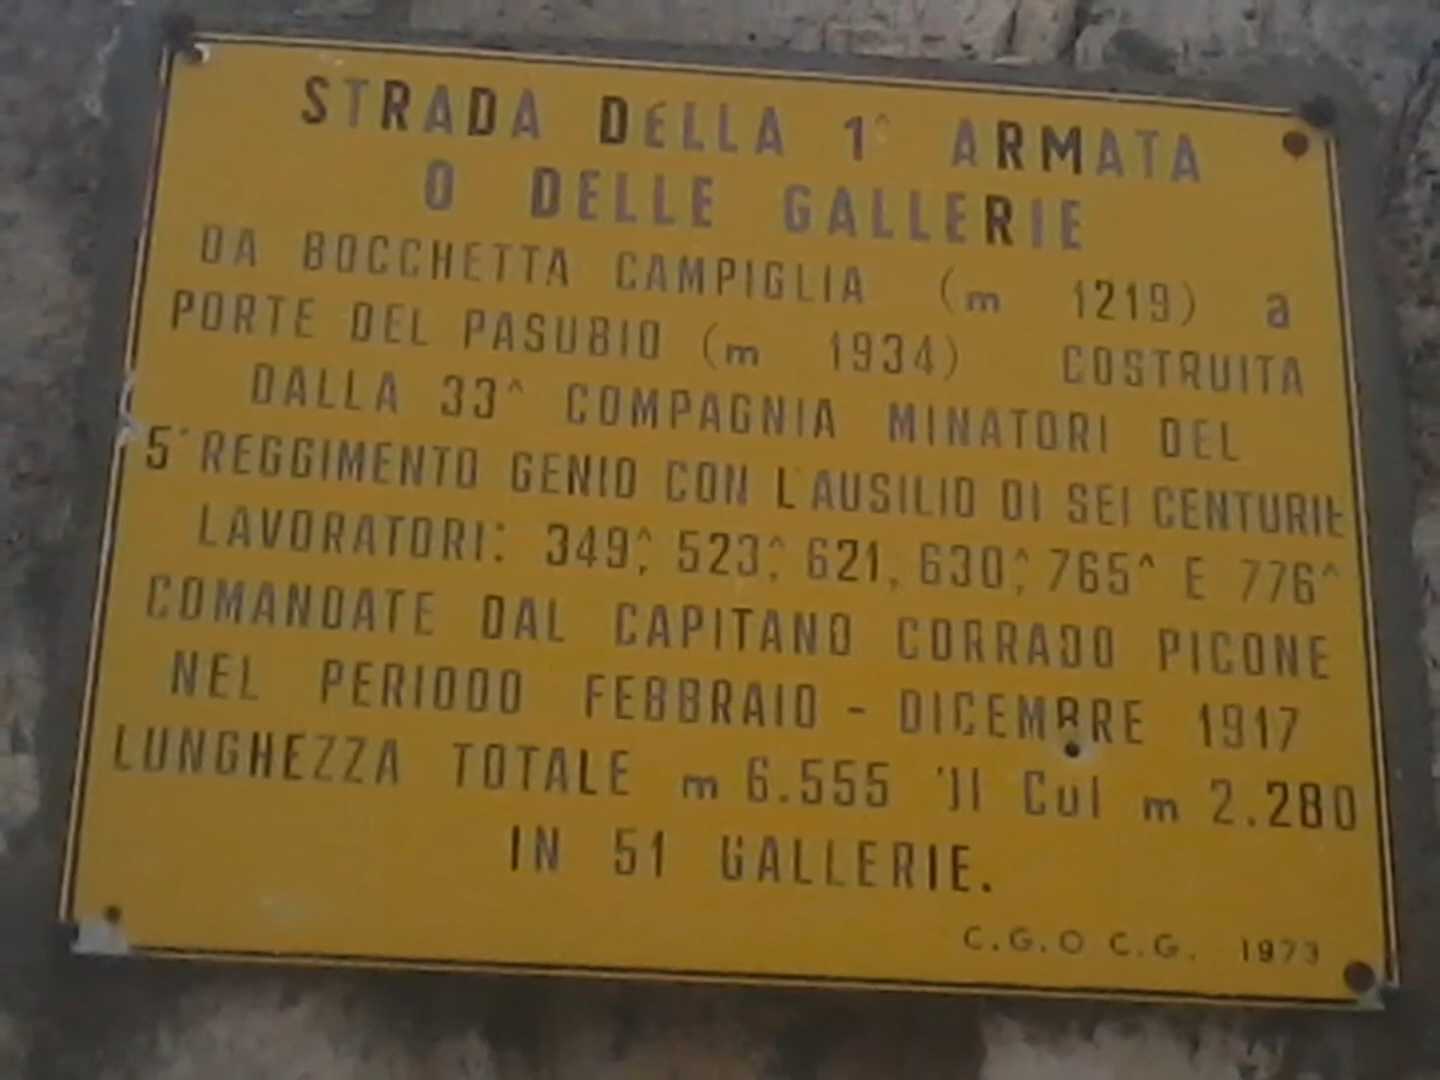 STRADA DELLA 1^ ARMATA
O DELLE GALLERIE
DA BOCCHETTA CAMPIGLIA (m 1219) a
PORTE DEL PASUBIO (m 1934) COSTRUITA
DALLA 33^ COMPAGNIA MINATORI DEL
5° REGGIMENTO GENIO CON L'AUSILIO DI SEI CENTURIE
LAVORATORI: 349^, 523^, 621, 630^, 765^ E 776^
COMANDATE DAL CAPITANO CORRADO PICONE
NEL PERIODO FEBBRAIO - DICEMBRE 1917
LUNGHEZZA TOTALE m 6.555 DI CUI m 2.280
IN 51 GALLERIE.
C.G.O C.G. 1973